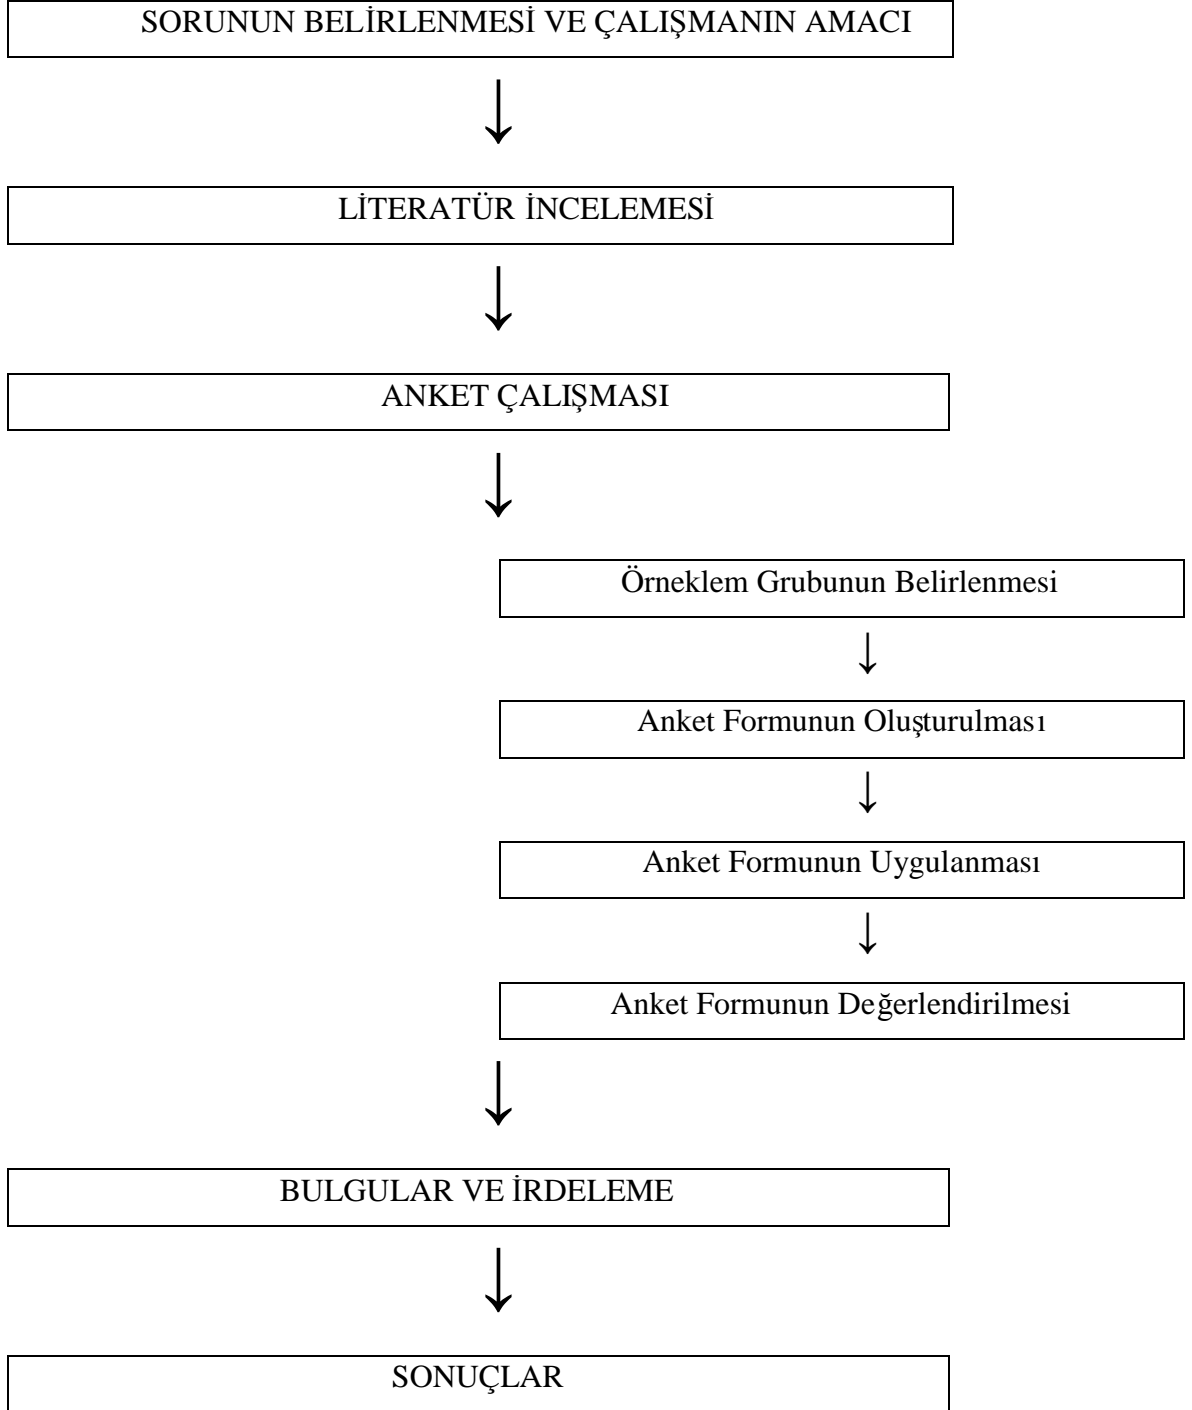 SORUNUN BELİRLENMESİ VE ÇALIŞMANIN AMACI
LİTERATÜR İNCELEMESİ
ANKET ÇALIŞMASI
Örneklem Grubunun Belirlenmesi
Anket Formunun Oluşturulması
Anket Formunun Uygulanması
Anket Formunun Değerlendirilmesi
BULGULAR VE İRDELEME
SONUÇLAR